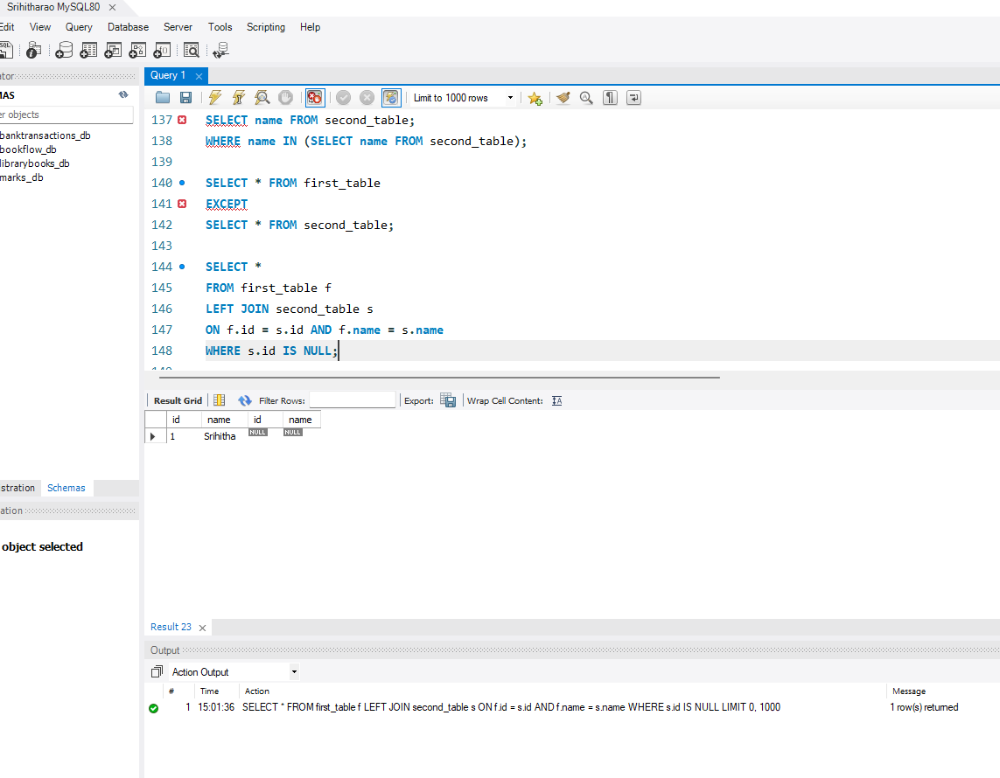 Srihitharao MySQL80
Edit View Query Database Server Tools Scripting Help
Query 1
Limit to 1000 rows
banktransactions_db
bookflow_db
librarybooks_db
marks_db
Schemas
object selected
137 SELECT name FROM second_table;
138 WHERE name IN (SELECT name FROM second_table);
139
140 SELECT * FROM first_table
141 EXCEPT
142 SELECT * FROM second_table;
143
144 SELECT *
145 FROM first_table f
146 LEFT JOIN second_table s
147 ON f.id = s.id AND f.name = s.name
148 WHERE s.id IS NULL;
Result Grid Filter Rows: Export: Wrap Cell Content:
id name id name
1 Srihitha NULL NULL
Result 23
Output
Action Output
# Time Action Message
1 15:01:36 SELECT * FROM first_table f LEFT JOIN second_table s ON f.id = s.id AND f.name = s.name WHERE s.id IS NULL LIMIT 0, 1000 1 row(s) returned